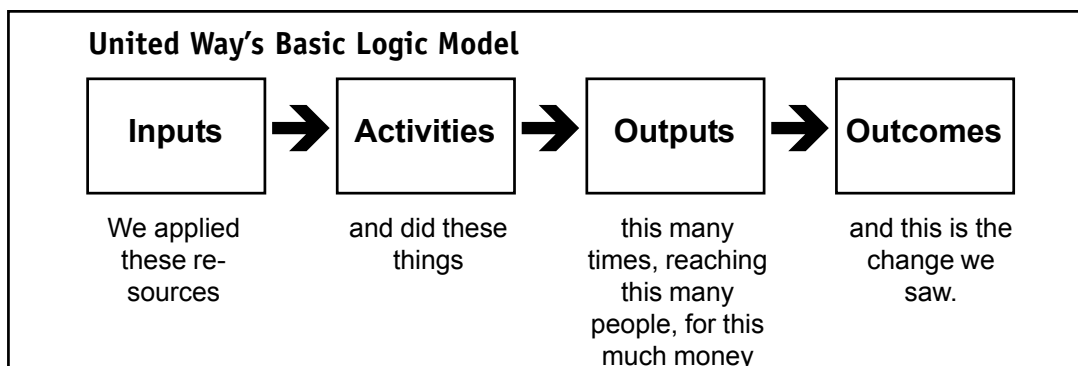 United Way's Basic Logic Model
Inputs
Activities
Outputs
Outcomes
We applied
these re-
sources
and did these
things
this many
times, reaching
this many
people, for this
much money
and this is the
change we
saw.